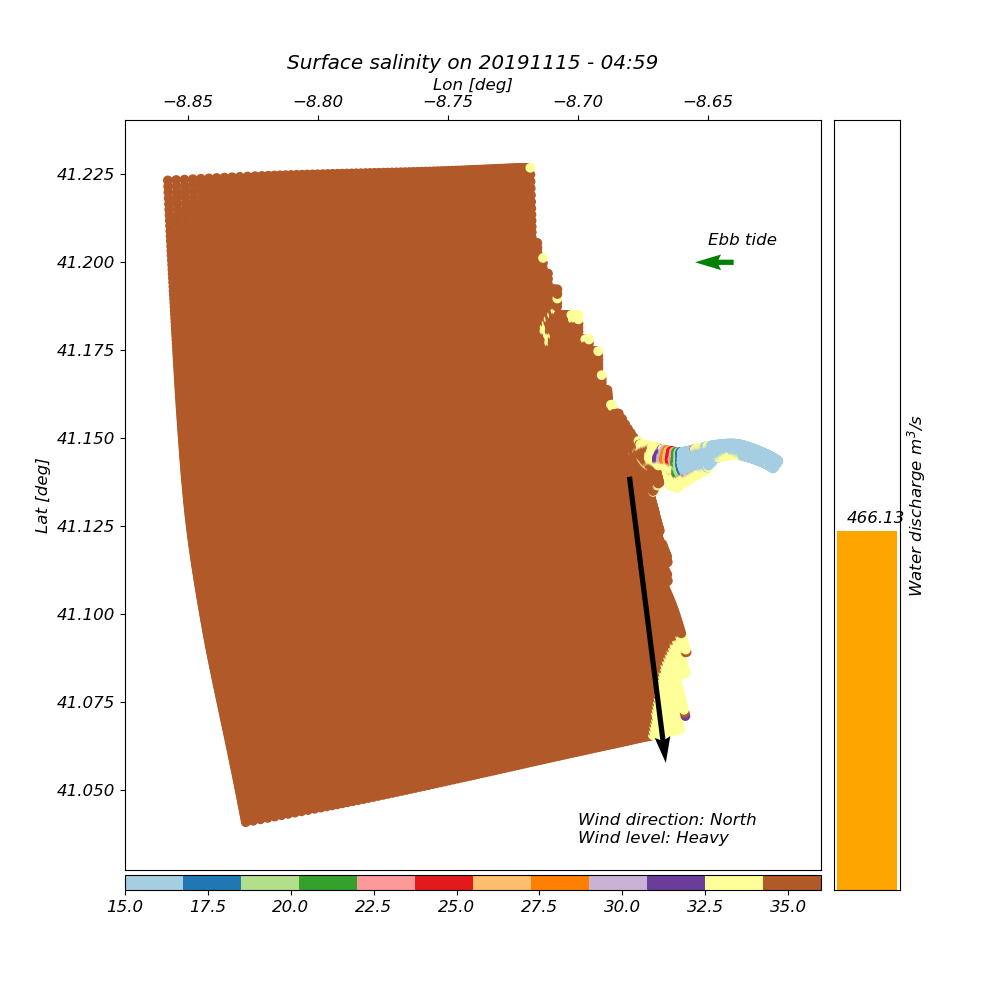 Surface salinity on 20191115 - 04:59
Lon [deg]
−8.85 −8.80 −8.75 −8.70 −8.65
41.225
41.200
41.175
41.150
41.125
41.100
41.075
41.050
Lat [deg]
Ebb tide
Wind direction: North
Wind level: Heavy
466.13
Water discharge m³/s
15.0 17.5 20.0 22.5 25.0 27.5 30.0 32.5 35.0